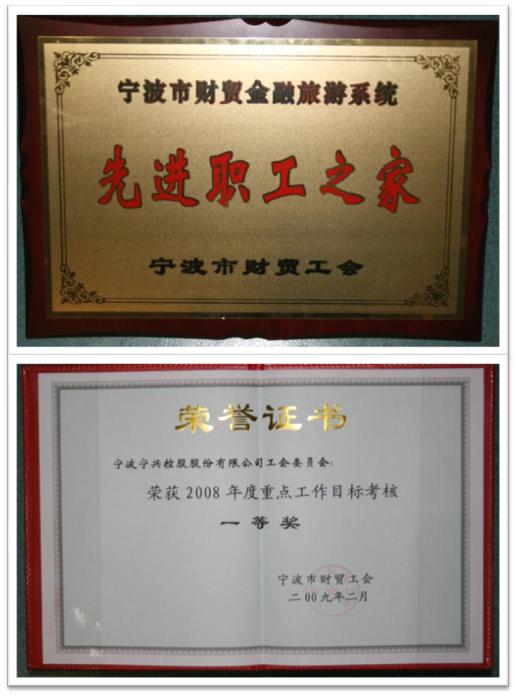 宁波市财贸金融旅游系统
先进职工之家
宁波市财贸工会
荣誉证书
宁波宁兴控股股份有限公司工会委员会：
荣获2008年度重点工作目标考核
一等奖
宁波市财贸工会
二00九年二月